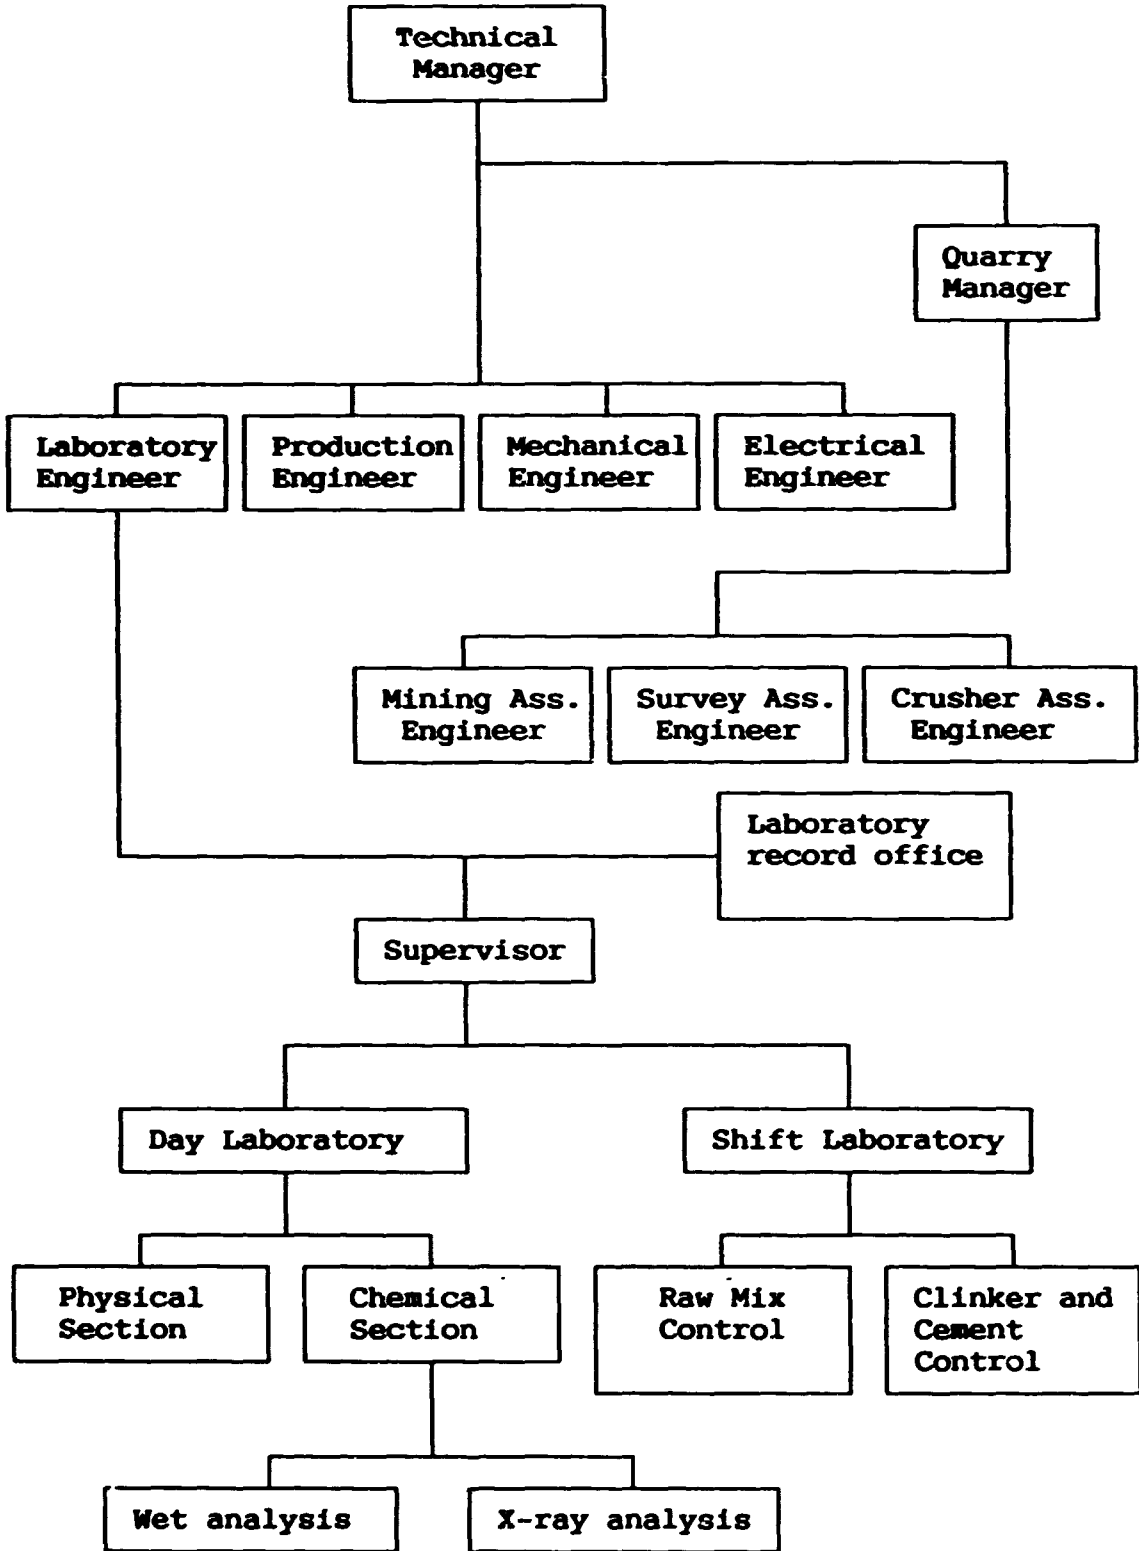 Technical
Manager
Quarry
Manager
Laboratory
Engineer
Production
Engineer
Mechanical
Engineer
Electrical
Engineer
Mining Ass.
Engineer
Survey Ass.
Engineer
Crusher Ass.
Engineer
Laboratory
record office
Supervisor
Day Laboratory
Shift Laboratory
Physical
Section
Chemical
Section
Raw Mix
Control
Clinker and
Cement
Control
Wet analysis
X-ray analysis